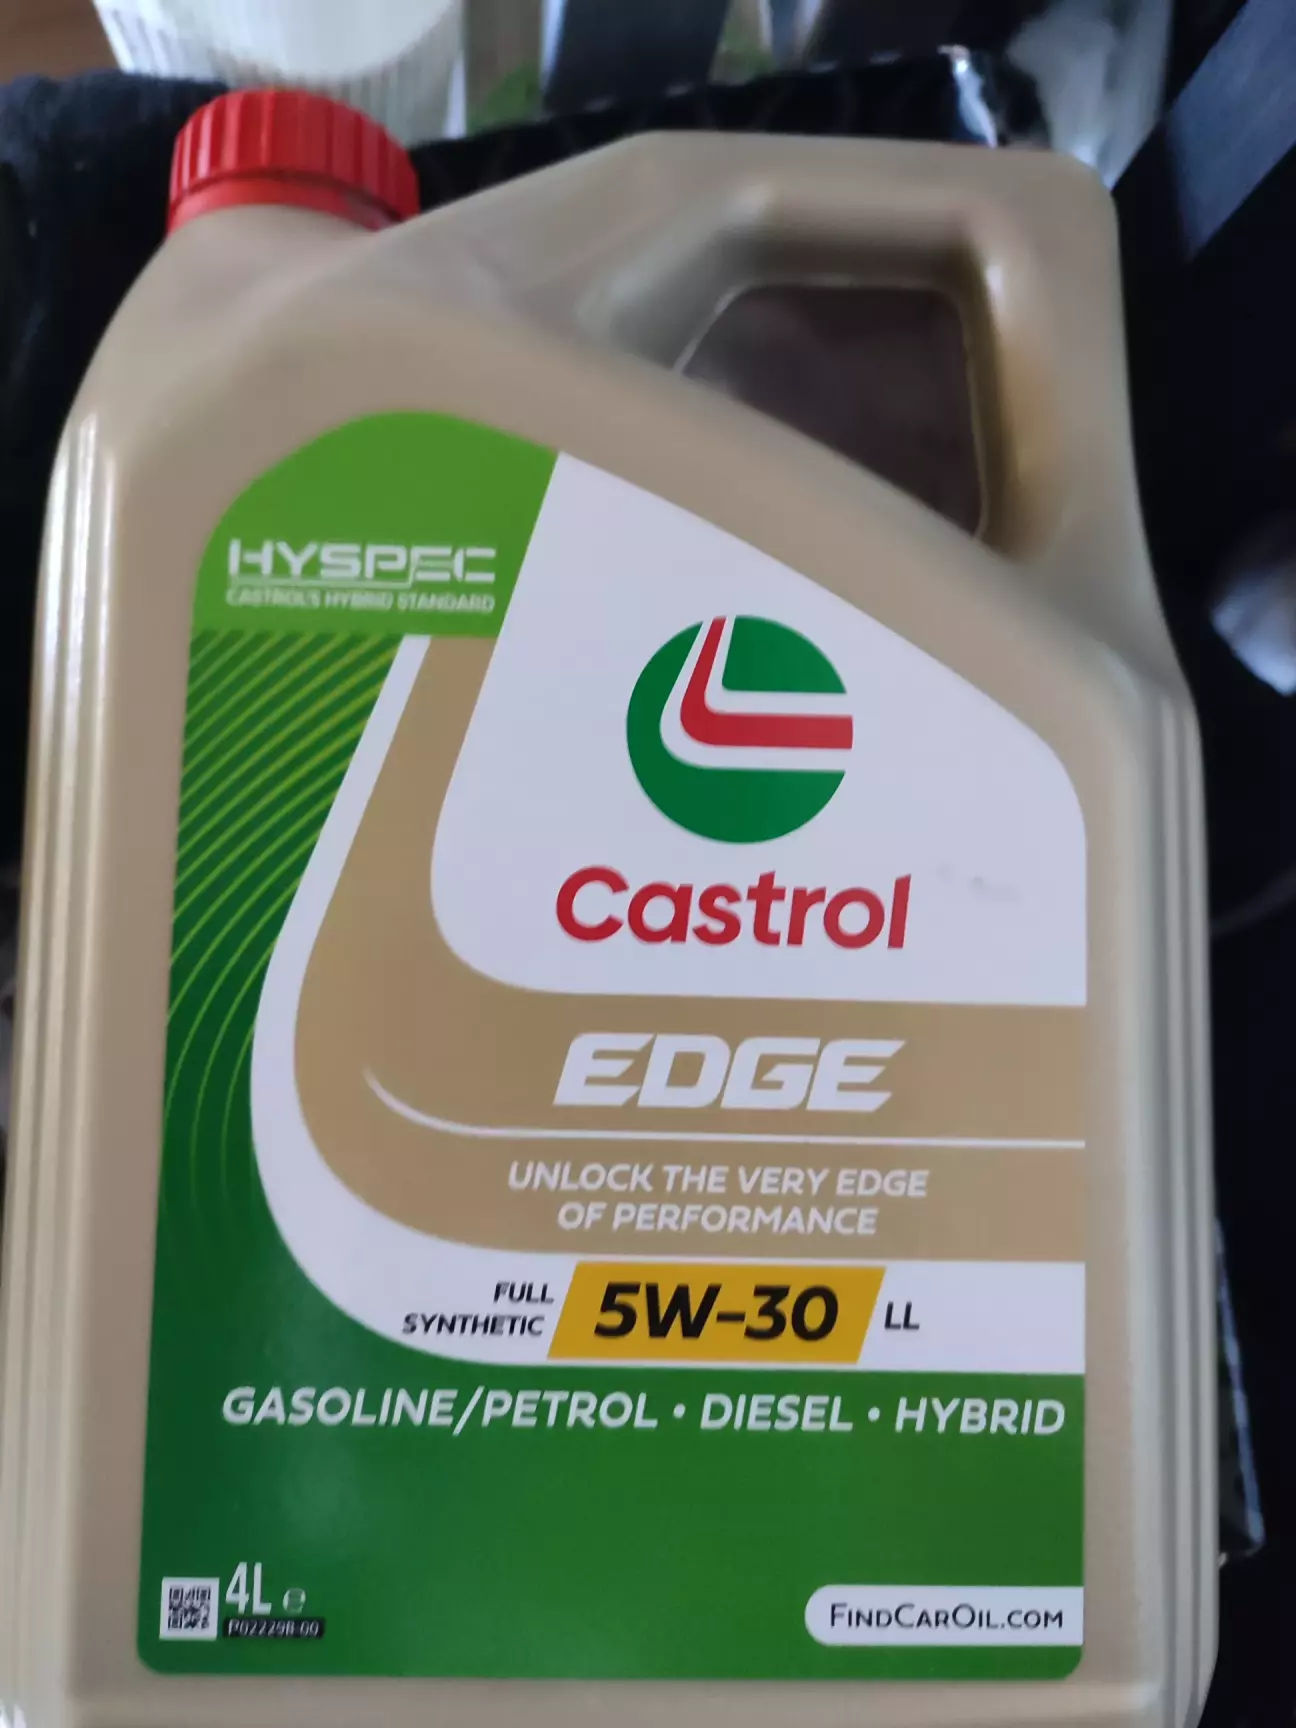 HYSPEC
CASTROL'S HYBRID STANDARD
Castrol
EDGE
UNLOCK THE VERY EDGE
OF PERFORMANCE
FULL
SYNTHETIC
5W-30 LL
GASOLINE/PETROL • DIESEL • HYBRID
4L e
FINDCAROIL.COM